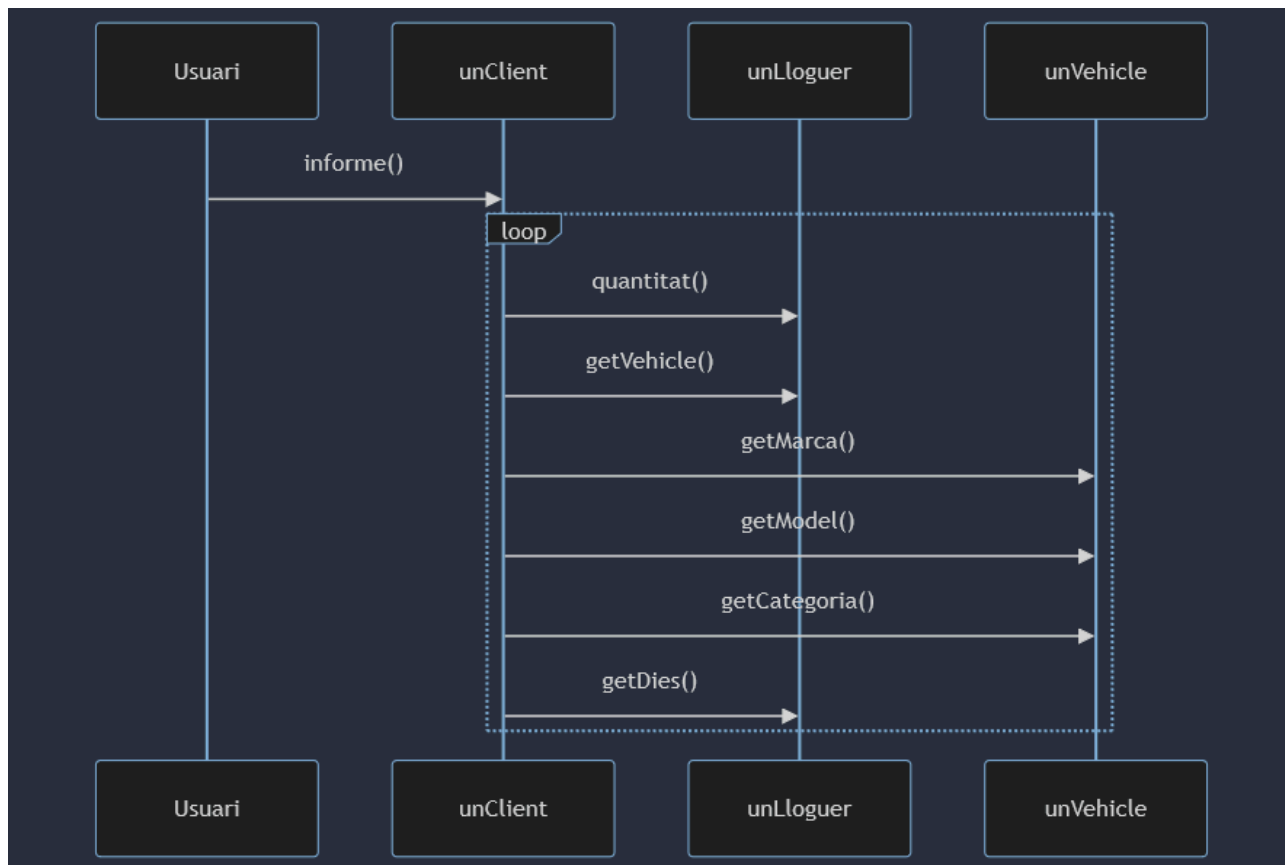 Usuari
unClient
unLloguer
unVehicle
informe()
loop
quantitat()
getVehicle()
getMarca()
getModel()
getCategoria()
getDies()
Usuari
unClient
unLloguer
unVehicle